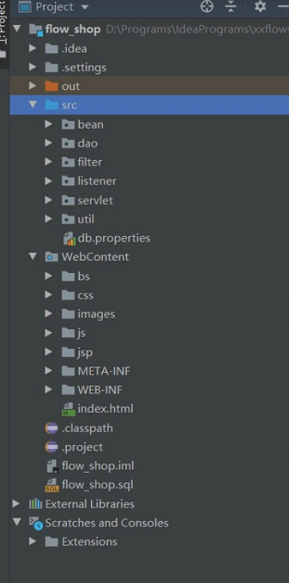 1: Project
Project
flow_shop D:\Programs\IdeaPrograms\xxflows
.idea
.settings
out
src
bean
dao
filter
listener
servlet
util
db.properties
WebContent
bs
css
images
js
jsp
META-INF
WEB-INF
index.html
.classpath
.project
flow_shop.iml
flow_shop.sql
External Libraries
Scratches and Consoles
Extensions